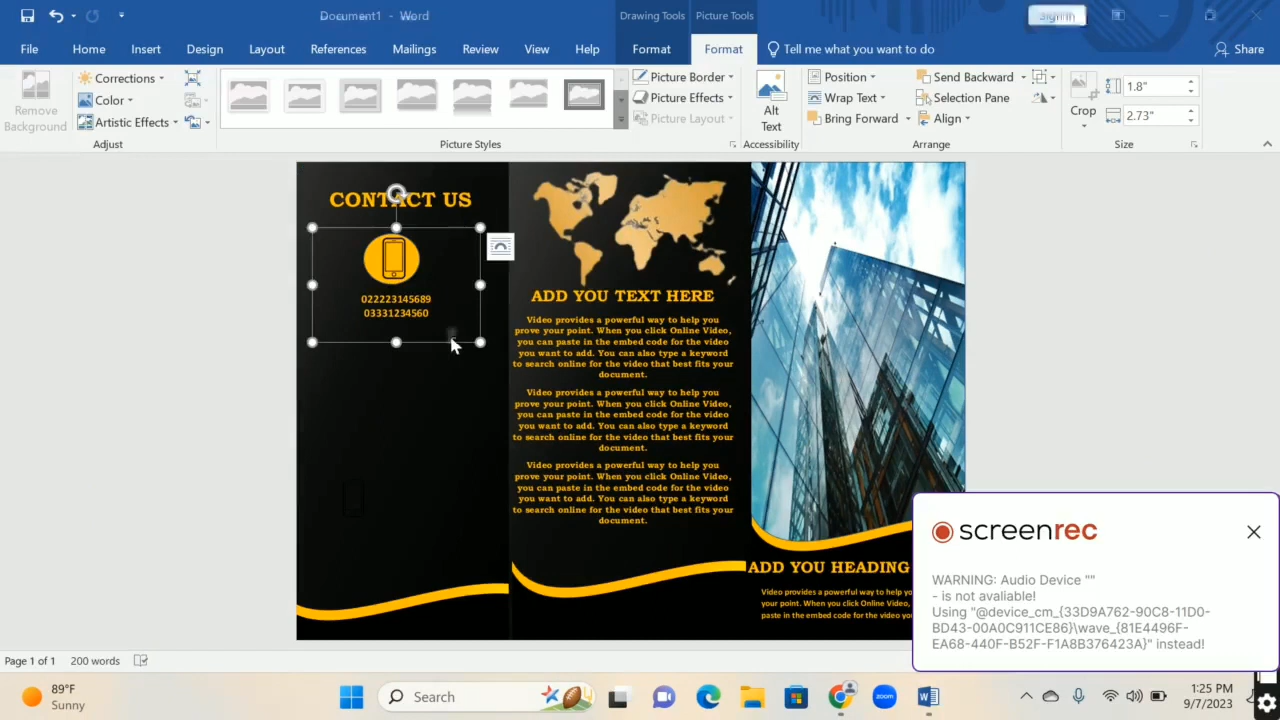 Document1 - Word
Drawing Tools
Picture Tools
Sign in
File
Home
Insert
Design
Layout
References
Mailings
Review
View
Help
Format
Format
Tell me what you want to do
Share
Remove
Background
Corrections
Color
Artistic Effects
Adjust
Picture Styles
Picture Border
Picture Effects
Picture Layout
Alt
Text
Accessibility
Position
Wrap Text
Bring Forward
Send Backward
Selection Pane
Align
Arrange
Crop
1.8"
2.73"
Size
CONTACT US
022223145689
03331234560
ADD YOU TEXT HERE
Video provides a powerful way to help you
prove your point. When you click Online Video,
you can paste in the embed code for the video
you want to add. You can also type a keyword
to search online for the video that best fits your
document.
Video provides a powerful way to help you
prove your point. When you click Online Video,
you can paste in the embed code for the video
you want to add. You can also type a keyword
to search online for the video that best fits your
document.
Video provides a powerful way to help you
prove your point. When you click Online Video,
you can paste in the embed code for the video
you want to add. You can also type a keyword
to search online for the video that best fits your
document.
ADD YOU HEADING
Video provides a powerful way to help
your point. When you click Online Video, you
paste in the embed code for the video
screenrec
WARNING: Audio Device ""
- is not avaliable!
Using "@device_cm_{33D9A762-90C8-11D0-
BD43-00A0C911CE86}\wave_{81E4496F-
EA68-440F-B52F-F1A8B376423A}" instead!
Page 1 of 1
200 words
89°F
Sunny
Search
zoom
1:25 PM
9/7/2023